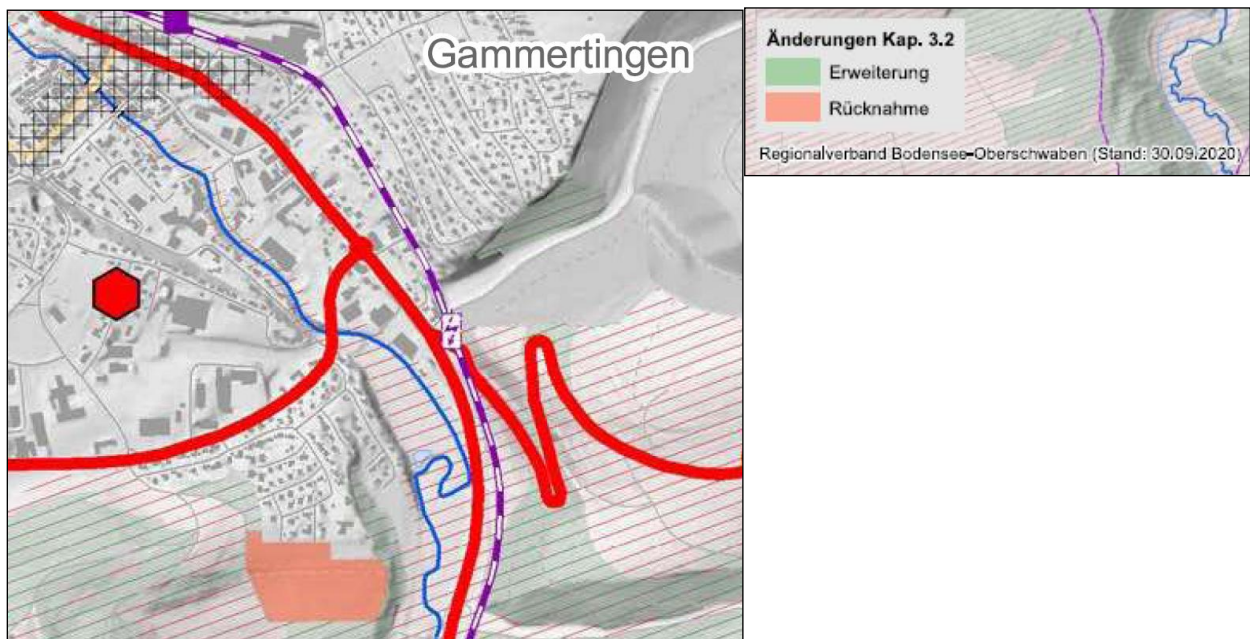 Gammertingen
Änderungen Kap. 3.2
Erweiterung
Rücknahme
Regionalverband Bodensee-Oberschwaben (Stand: 30.09.2020)